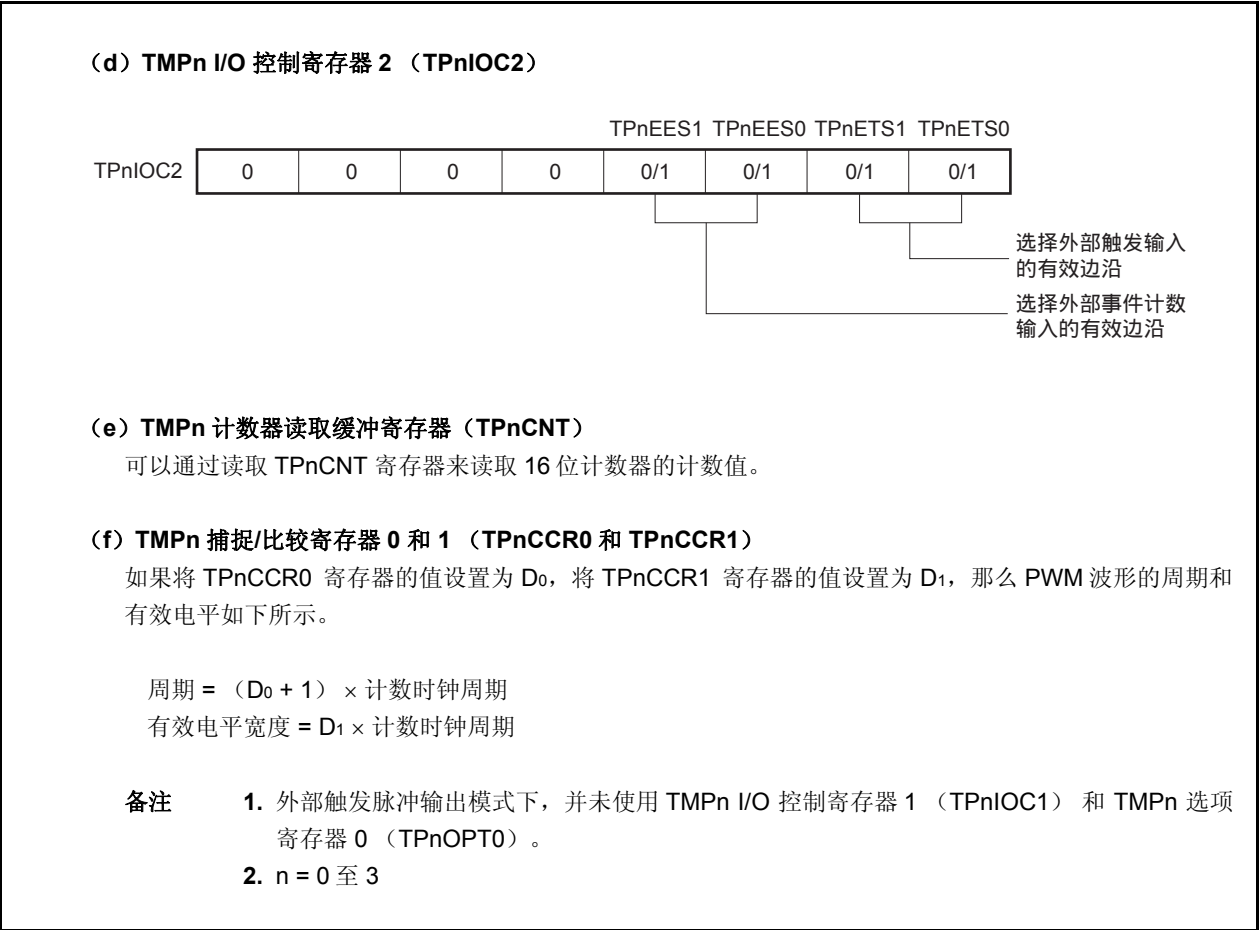 （d）TMPn I/O 控制寄存器 2 （TPnIOC2）
TPnEES1 TPnEES0 TPnETS1 TPnETS0
TPnIOC2 0 0 0 0 0/1 0/1 0/1 0/1
选择外部触发输入
的有效边沿
选择外部事件计数
输入的有效边沿
（e）TMPn 计数器读取缓冲寄存器（TPnCNT）
可以通过读取 TPnCNT 寄存器来读取 16 位计数器的计数值。
（f）TMPn 捕捉/比较寄存器 0 和 1 （TPnCCR0 和 TPnCCR1）
如果将 TPnCCR0 寄存器的值设置为 D0，将 TPnCCR1 寄存器的值设置为 D1，那么 PWM 波形的周期和
有效电平如下所示。
周期 = （D0 + 1） × 计数时钟周期
有效电平宽度 = D1 × 计数时钟周期
备注 1. 外部触发脉冲输出模式下，并未使用 TMPn I/O 控制寄存器 1 （TPnIOC1） 和 TMPn 选项
寄存器 0 （TPnOPT0）。
2. n = 0 至 3